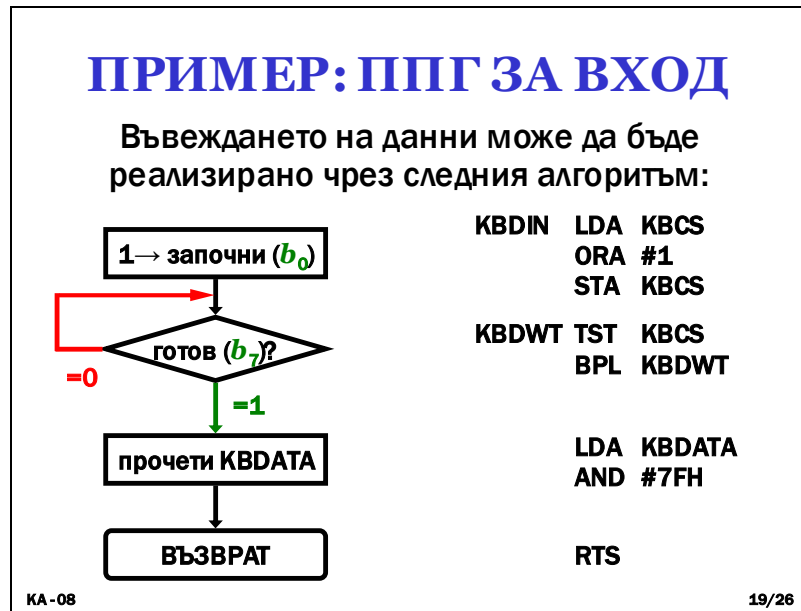 ПРИМЕР: ППГ ЗА ВХОД
Въвеждането на данни може да бъде
реализирано чрез следния алгоритъм:
1→ започни (b0)
готов (b7)?
=0
=1
прочети KBDATA
ВЪЗВРАТ
KBDIN LDA KBCS
ORA #1
STA KBCS
KBDWT TST KBCS
BPL KBDWT
LDA KBDATA
AND #7FH
RTS
КА-08
19/26